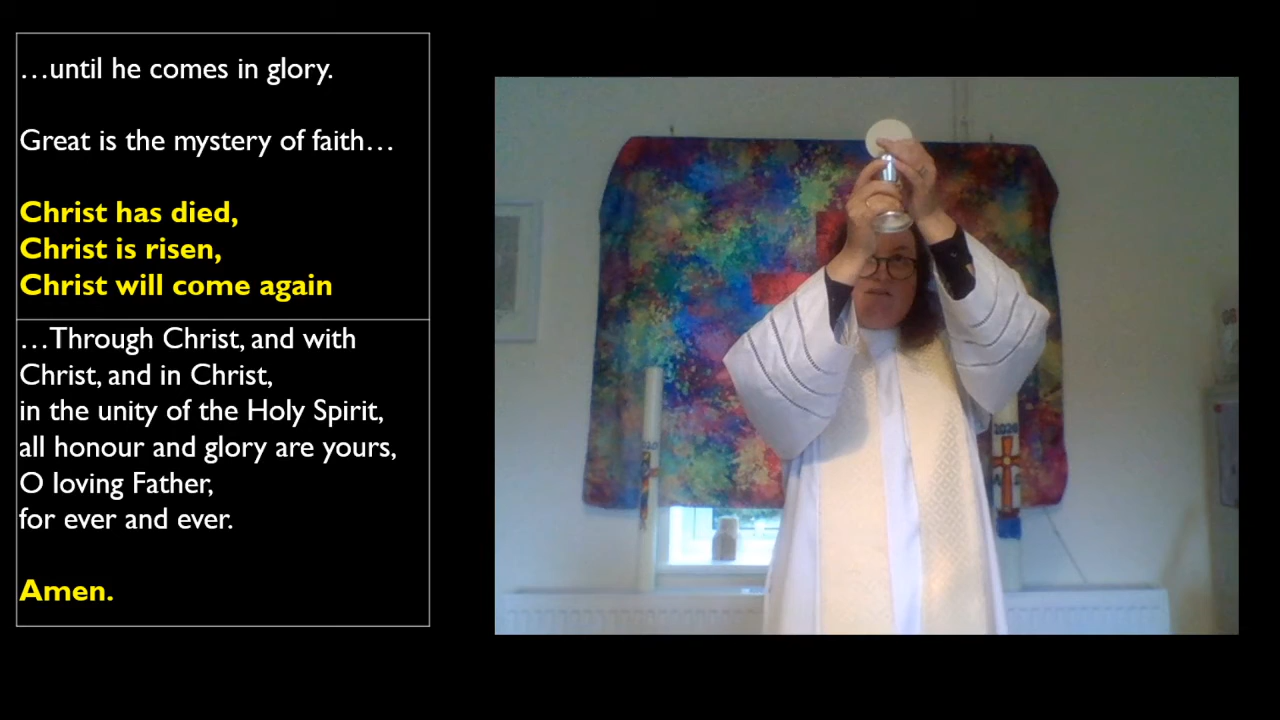 …until he comes in glory.
Great is the mystery of faith…
Christ has died,
Christ is risen,
Christ will come again
…Through Christ, and with
Christ, and in Christ,
in the unity of the Holy Spirit,
all honour and glory are yours,
O loving Father,
for ever and ever.
Amen.
2020